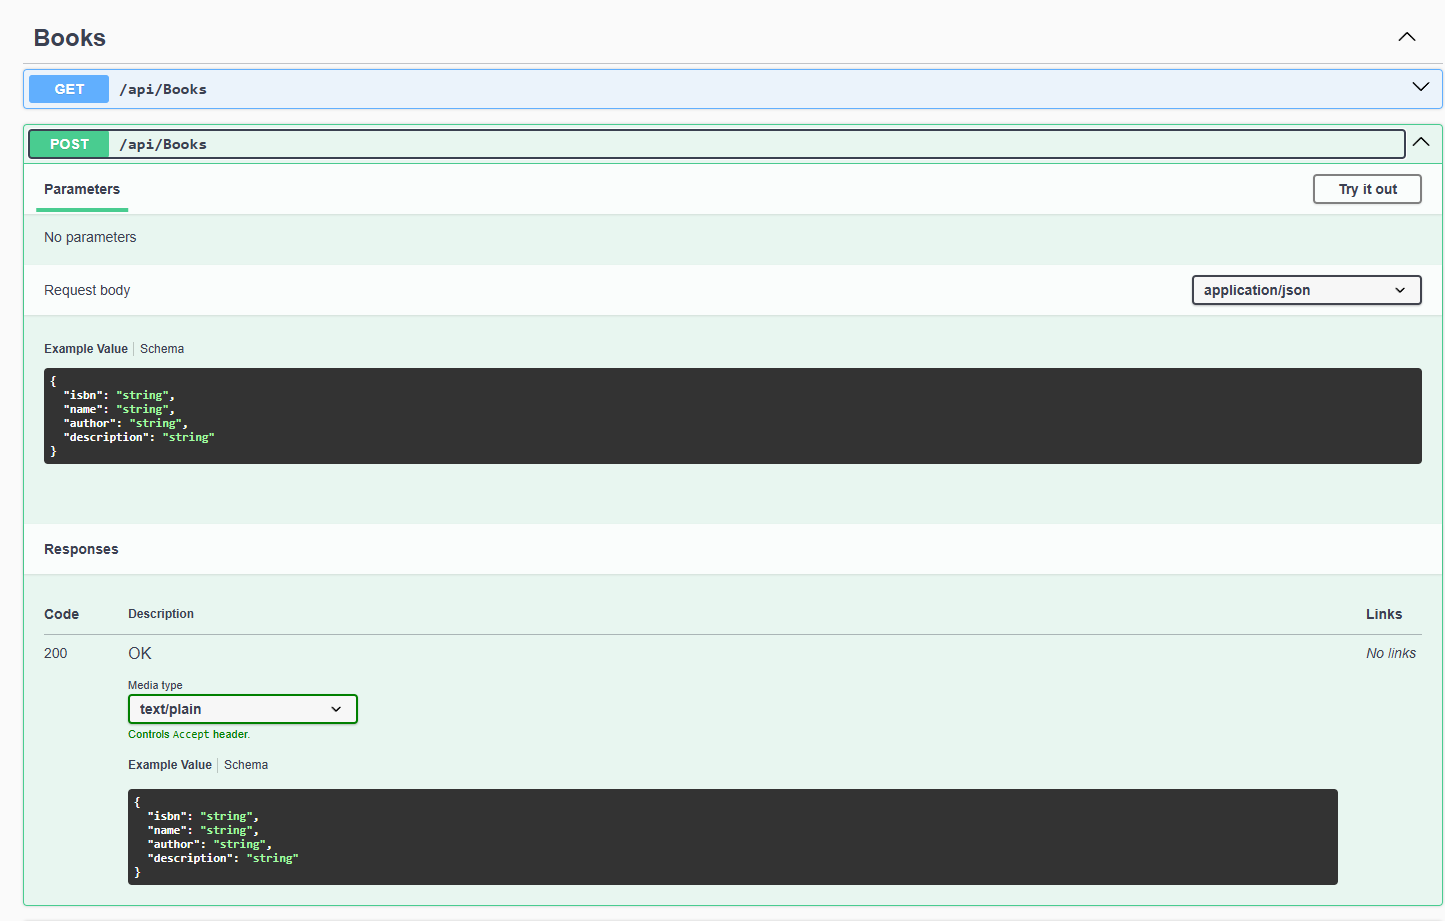 Books
GET /api/Books
POST /api/Books
Parameters
Try it out
No parameters
Request body
application/json
Example Value Schema
{
"isbn": "string",
"name": "string",
"author": "string",
"description": "string"
}
Responses
Code Description Links
200 OK No links
Media type
text/plain
Controls Accept header.
Example Value Schema
{
"isbn": "string",
"name": "string",
"author": "string",
"description": "string"
}